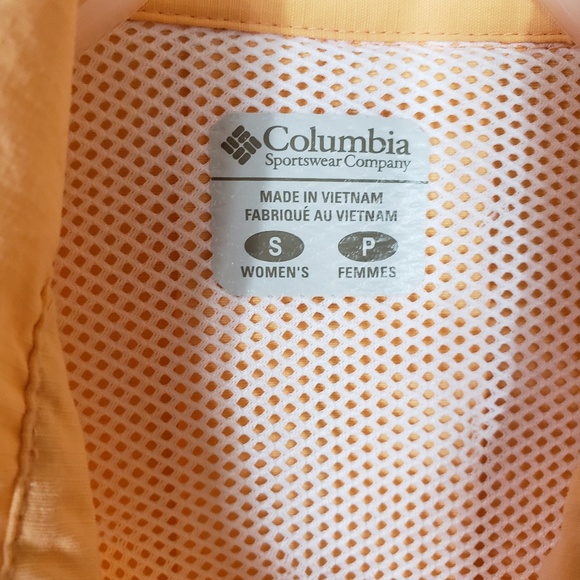 Columbia
Sportswear Company
MADE IN VIETNAM
FABRIQUÉ AU VIETNAM
S P
WOMEN'S FEMMES